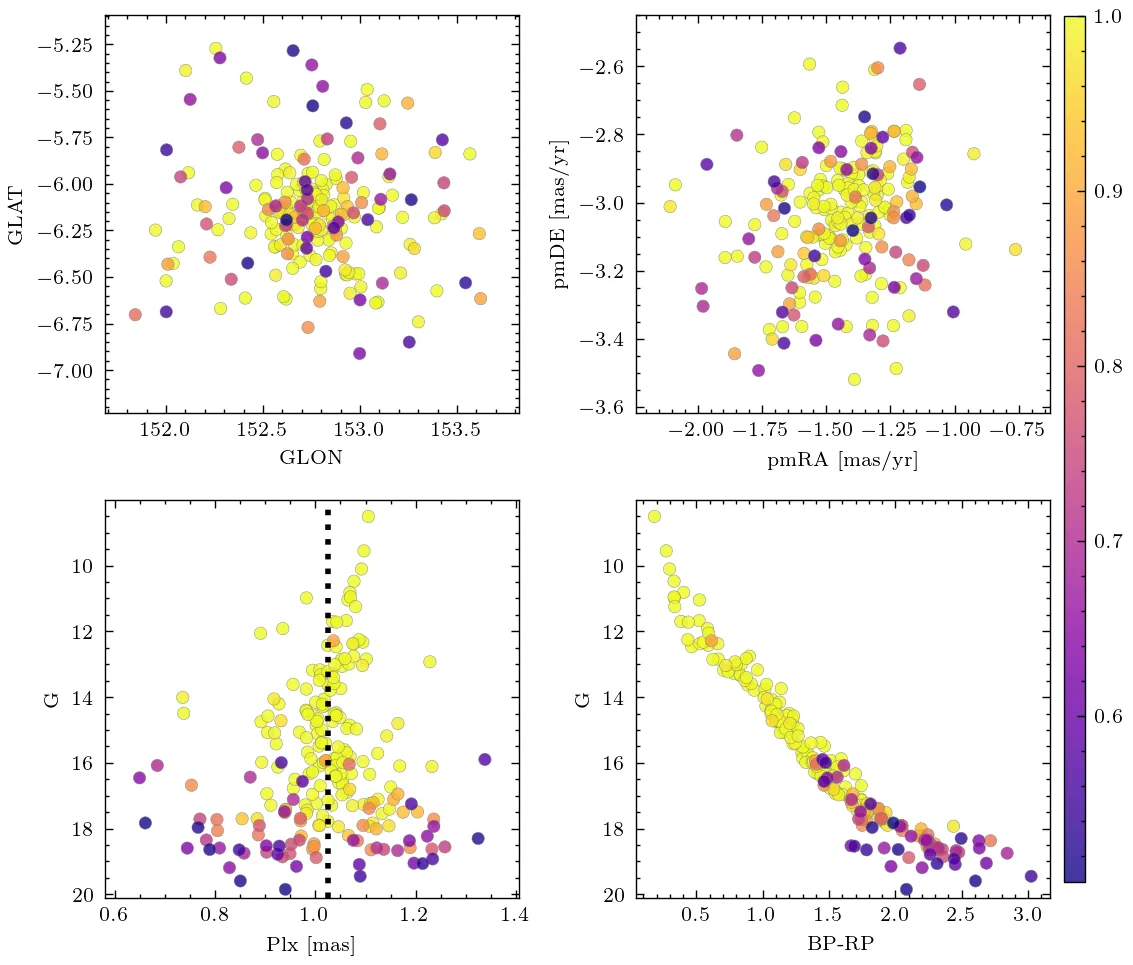 −5.25
−5.50
−5.75
−6.00
−6.25
−6.50
−6.75
−7.00
GLAT
152.0 152.5 153.0 153.5
GLON
−2.6
−2.8
−3.0
−3.2
−3.4
−3.6
pmDE [mas/yr]
−2.00 −1.75 −1.50 −1.25 −1.00 −0.75
pmRA [mas/yr]
10
12
14
16
18
20
G
0.6 0.8 1.0 1.2 1.4
Plx [mas]
10
12
14
16
18
20
G
0.5 1.0 1.5 2.0 2.5 3.0
BP-RP
1.0
0.9
0.8
0.7
0.6